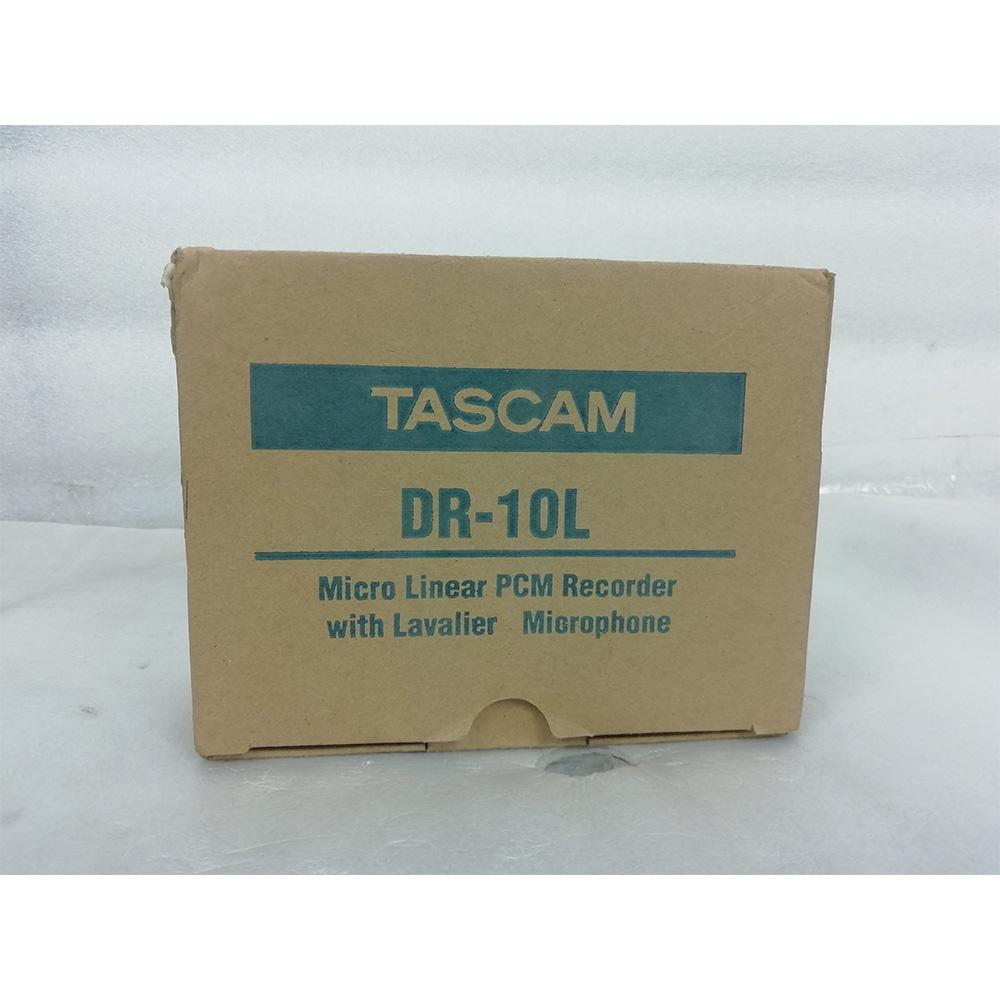 TASCAM
DR-10L
Micro Linear PCM Recorder
with Lavalier Microphone